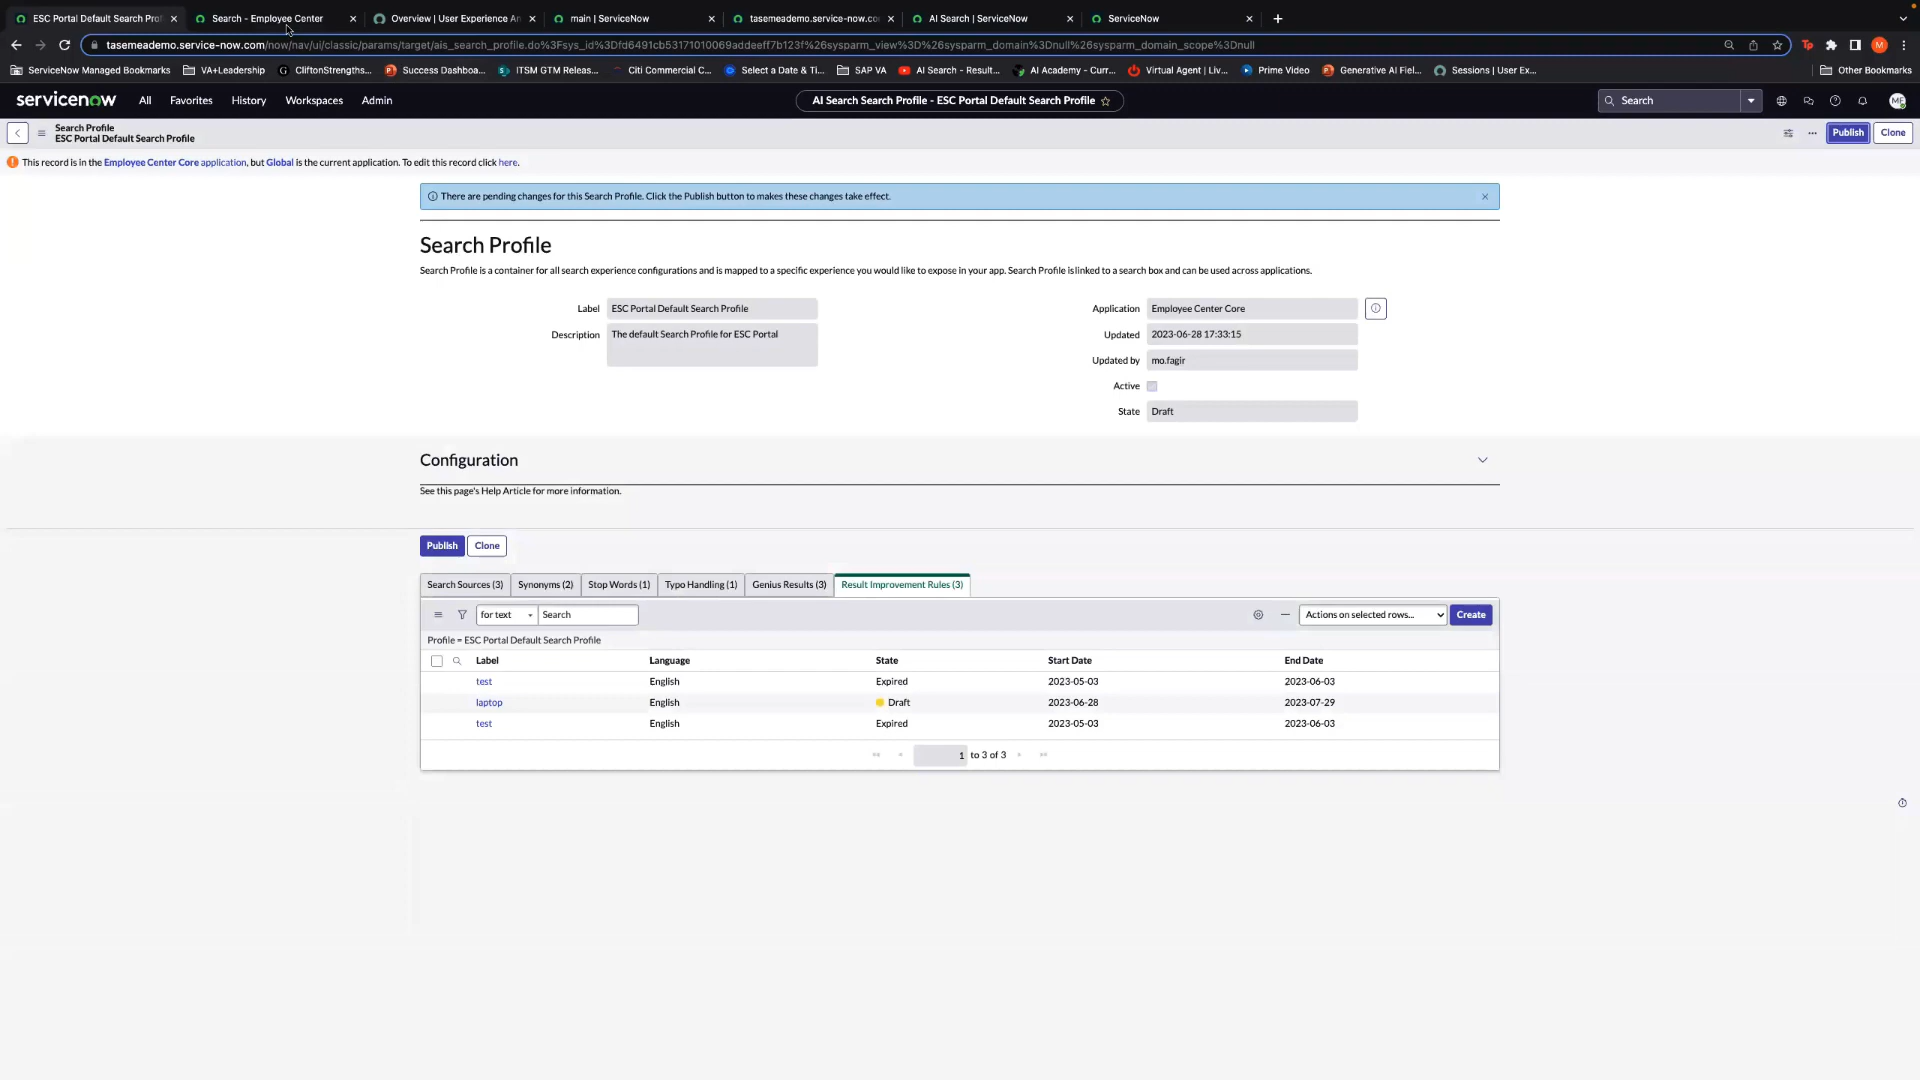 ESC Portal Default Search Prof
Search - Employee Center
Overview | User Experience An
main | ServiceNow
tasemeademo.service-now.co
AI Search | ServiceNow
ServiceNow
tasemeademo.service-now.com/now/nav/ui/classic/params/target/ais_search_profile.do%3Fsys_id%3Dfd6491cb53171010069addeeff7b123f%26sysparm_view%3D%26sysparm_domain%3Dnull%26sysparm_domain_scope%3Dnull
ServiceNow Managed Bookmarks
VA+Leadership
CliftonStrengths...
Success Dashboa...
ITSM GTM Releas...
Citi Commercial C...
Select a Date & Ti...
SAP VA
AI Search - Result...
AI Academy - Curr...
Virtual Agent | Liv...
Prime Video
Generative AI Fiel...
Sessions | User Ex...
Other Bookmarks
servicenow
All
Favorites
History
Workspaces
Admin
AI Search Search Profile - ESC Portal Default Search Profile
Search
MF
Search Profile
ESC Portal Default Search Profile
Publish
Clone
This record is in the Employee Center Core application, but Global is the current application. To edit this record click here.
There are pending changes for this Search Profile. Click the Publish button to makes these changes take effect.
Search Profile
Search Profile is a container for all search experience configurations and is mapped to a specific experience you would like to expose in your app. Search Profile is linked to a search box and can be used across applications.
Label
ESC Portal Default Search Profile
Description
The default Search Profile for ESC Portal
Application
Employee Center Core
Updated
2023-06-28 17:33:15
Updated by
mo.fagir
Active
State
Draft
Configuration
See this page's Help Article for more information.
Publish
Clone
Search Sources (3)
Synonyms (2)
Stop Words (1)
Typo Handling (1)
Genius Results (3)
Result Improvement Rules (3)
for text
Search
Actions on selected rows...
Create
Profile = ESC Portal Default Search Profile
Label Language State Start Date End Date
test English Expired 2023-05-03 2023-06-03
laptop English Draft 2023-06-28 2023-07-29
test English Expired 2023-05-03 2023-06-03
1 to 3 of 3